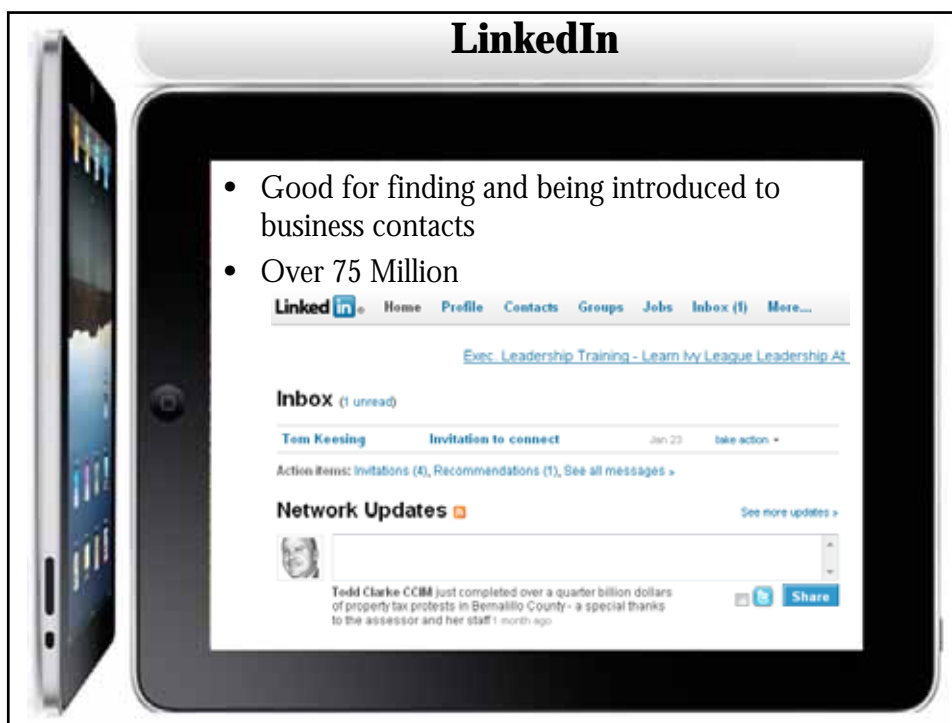 LinkedIn
• Good for finding and being introduced to
business contacts
• Over 75 Million
Linked in® Home Profile Contacts Groups Jobs Inbox (1) More...
Exec. Leadership Training - Learn Ivy League Leadership At
Inbox (1 unread)
Tom Keesing Invitation to connect Jan 23 take action
Action items: Invitations (4), Recommendations (1), See all messages »
Network Updates See more updates »
Todd Clarke CCIM just completed over a quarter billion dollars
of property tax protests in Bernalillo County - a special thanks
to the assessor and her staff 1 month ago
Share